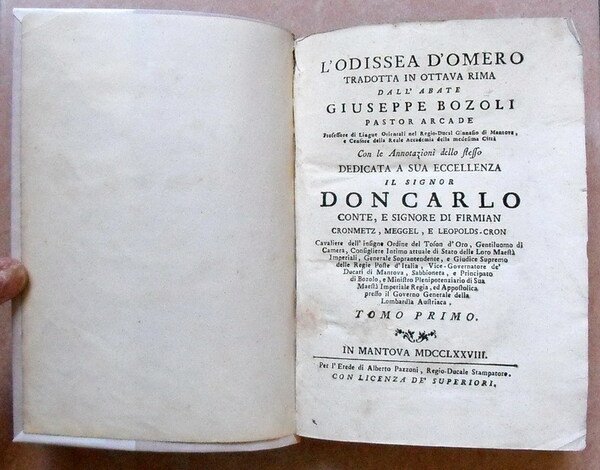 L'ODISSEA D'OMERO
TRADOTTA IN OTTAVA RIMA
DALL' ABATE
GIUSEPPE BOZOLI
PASTOR ARCADE
Professore di Lingue Orientali nel Regio-Ducal Ginnasio di Mantova,
e Censore della Reale Accademia della medesima Città
Con le Annotazioni dello stesso
DEDICATA A SUA ECCELLENZA
IL SIGNOR
DON CARLO
CONTE, E SIGNORE DI FIRMIAN
CRONMETZ, MEGGEL, E LEOPOLDS-CRON
Cavaliere dell' insigne Ordine del Toson d'Oro, Gentiluomo di
Camera, Consigliere Intimo attuale di Stato delle Loro Maestà
Imperiali, Generale Soprantendente, e Giudice Supremo
delle Regie Poste d'Italia, Vice-Governatore de'
Ducati di Mantova, Sabbioneta, e Principato
di Bozolo, e Ministro Plenipotenziario di Sua
Maestà Imperiale Regia, ed Appostolica
presso il Governo Generale della
Lombardia Austriaca,
TOMO PRIMO.
IN MANTOVA MDCCLXXVIII.
Per l'Erede di Alberto Pazzoni, Regio-Ducale Stampatore.
CON LICENZA DE' SUPERIORI.